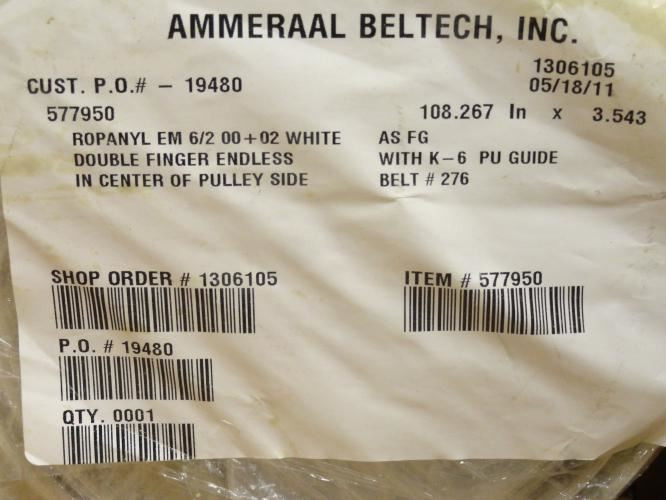 AMMERAAL BELTECH, INC.
1306105
CUST. P.O.# - 19480 05/18/11
577950 108.267 In x 3.543
ROPANYL EM 6/2 00+02 WHITE AS FG
DOUBLE FINGER ENDLESS WITH K-6 PU GUIDE
IN CENTER OF PULLEY SIDE BELT # 276
SHOP ORDER # 1306105 ITEM # 577950
P.O. # 19480
QTY. 0001